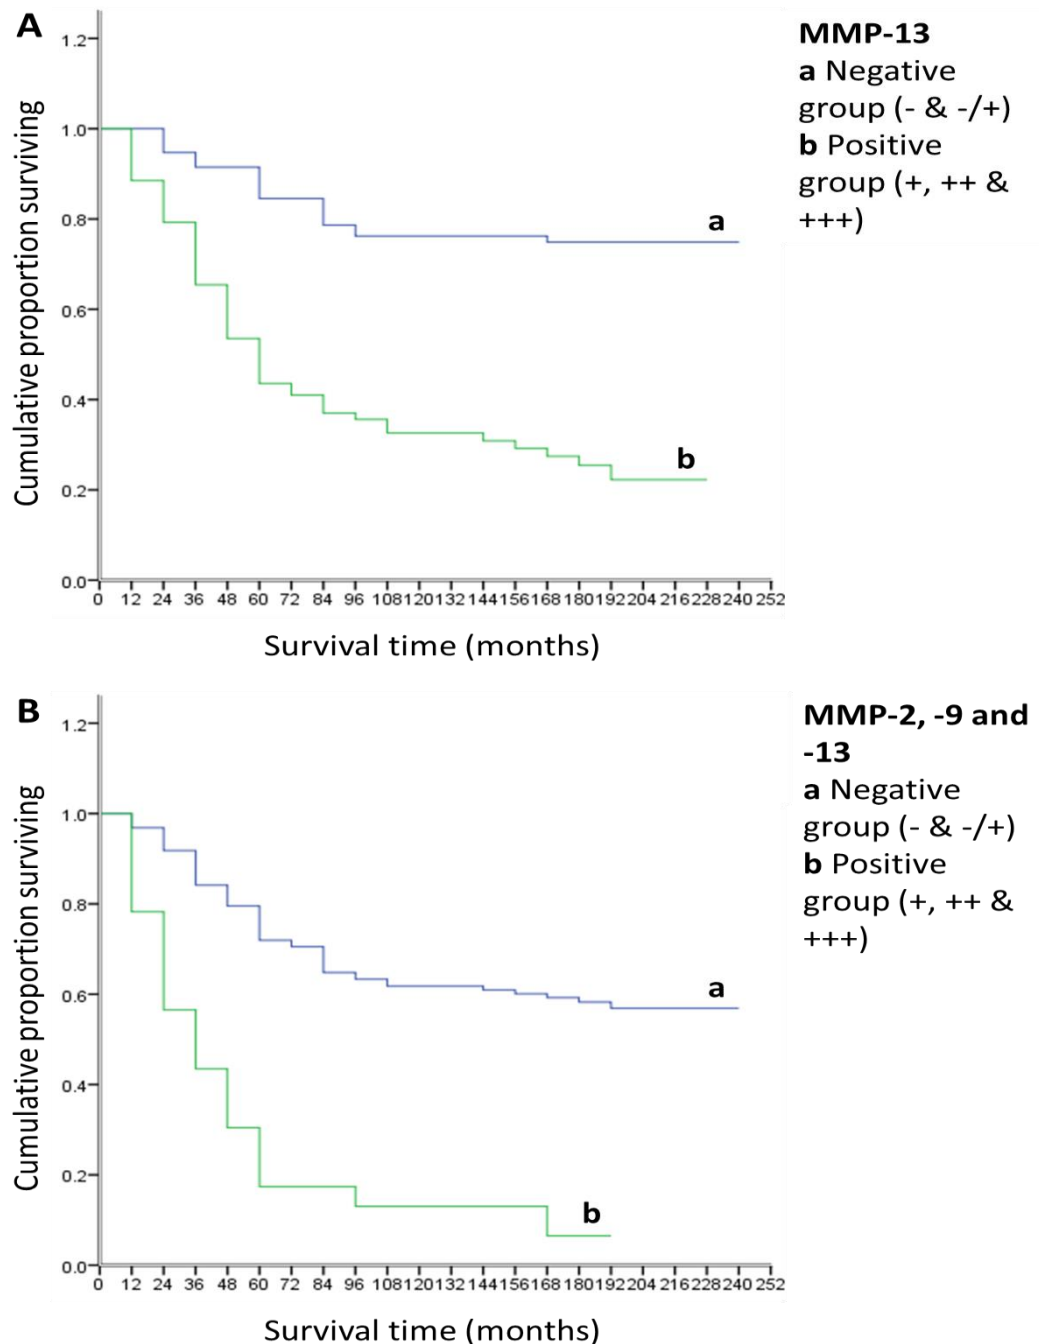 A
MMP-13
a Negative
group (- & -/+)
b Positive
group (+, ++ &
+++)
Cumulative proportion surviving
1.2
1.0
0.8
0.6
0.4
0.2
0.0
a
b
0 12 24 36 48 60 72 84 96 108 120 132 144 156 168 180 192 204 216 228 240 252
Survival time (months)
B
MMP-2, -9 and
-13
a Negative
group (- & -/+)
b Positive
group (+, ++ &
+++)
Cumulative proportion surviving
1.2
1.0
0.8
0.6
0.4
0.2
0.0
a
b
0 12 24 36 48 60 72 84 96 108 120 132 144 156 168 180 192 204 216 228 240 252
Survival time (months)